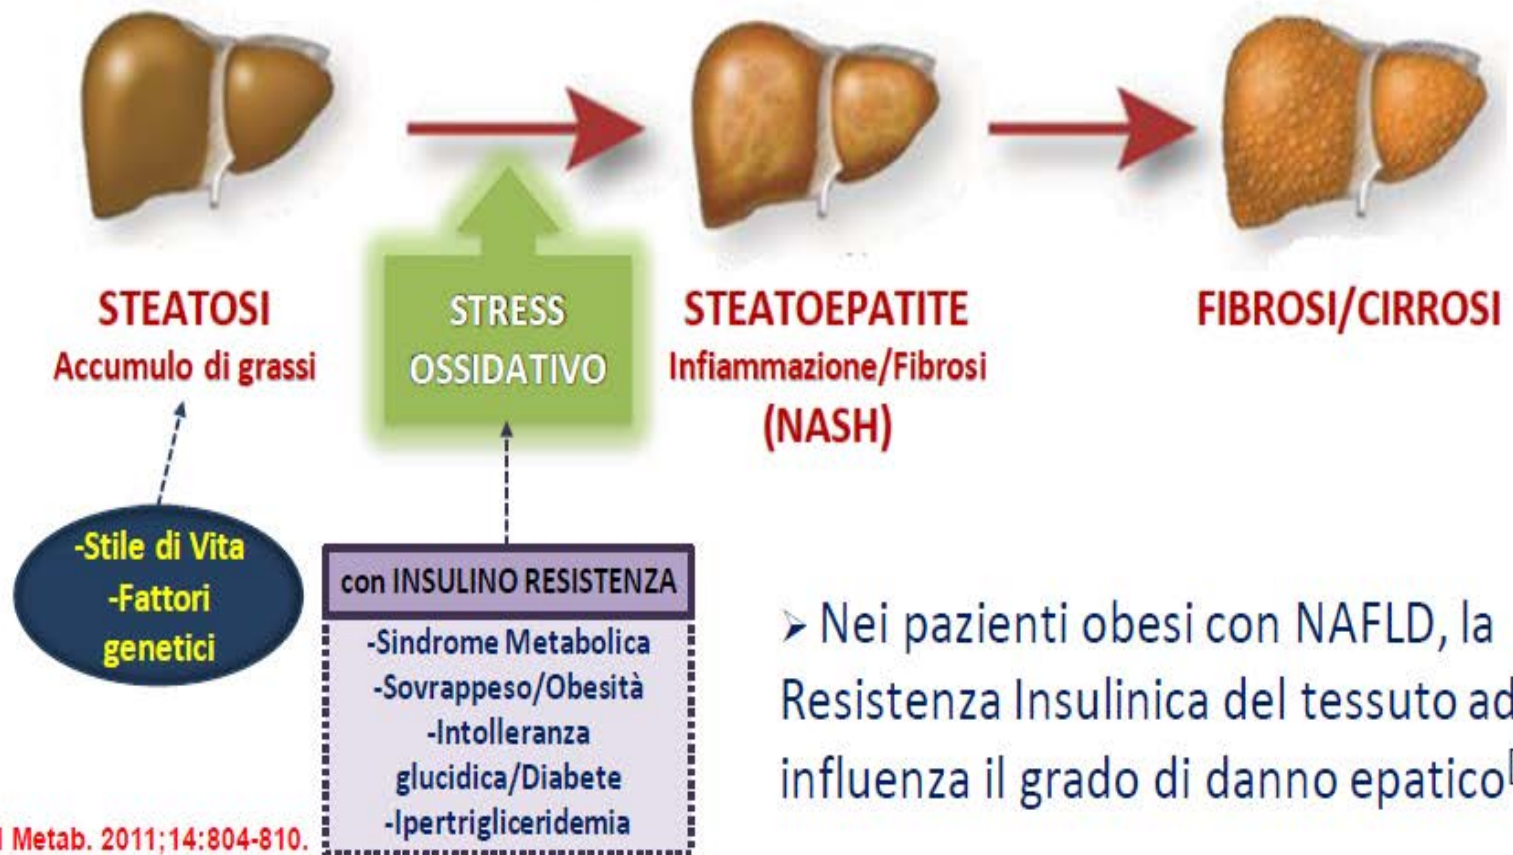 STEATOSI
Accumulo di grassi
STRESS
OSSIDATIVO
STEATOEPATITE
Infiammazione/Fibrosi
(NASH)
FIBROSI/CIRROSI
-Stile di Vita
-Fattori
genetici
con INSULINO RESISTENZA
-Sindrome Metabolica
-Sovrappeso/Obesità
-Intolleranza
glucidica/Diabete
-Ipertrigliceridemia
➢ Nei pazienti obesi con NAFLD, la
Resistenza Insulinica del tessuto ad
influenza il grado di danno epatico[
Metab. 2011;14:804-810.